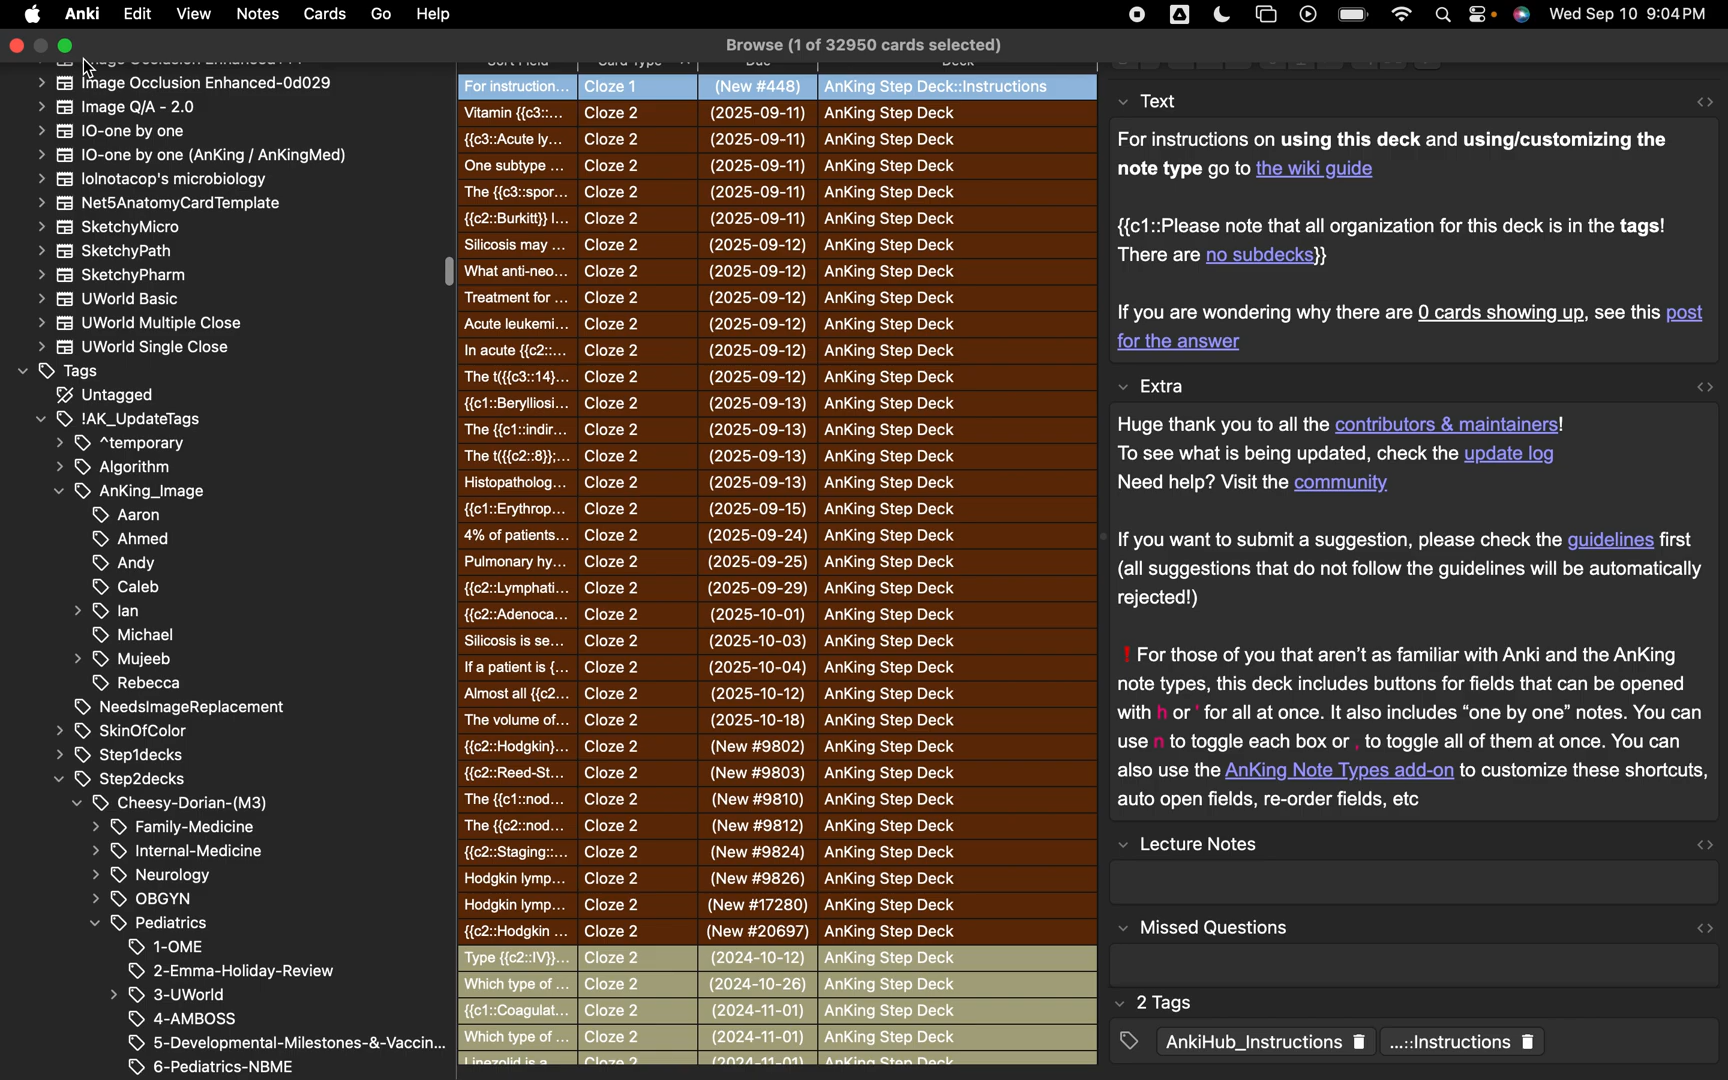 Anki Edit View Notes Cards Go Help Wed Sep 10 9:04 PM
Browse (1 of 32950 cards selected)
Image Occlusion Enhanced-0d029
Image Q/A - 2.0
IO-one by one
IO-one by one (AnKing / AnKingMed)
lolnotacop's microbiology
Net5AnatomyCardTemplate
SketchyMicro
SketchyPath
SketchyPharm
UWorld Basic
UWorld Multiple Close
UWorld Single Close
Tags
Untagged
!AK_UpdateTags
^temporary
Algorithm
AnKing_Image
Aaron
Ahmed
Andy
Caleb
Ian
Michael
Mujeeb
Rebecca
NeedsImageReplacement
SkinOfColor
Step1decks
Step2decks
Cheesy-Dorian-(M3)
Family-Medicine
Internal-Medicine
Neurology
OBGYN
Pediatrics
1-OME
2-Emma-Holiday-Review
3-UWorld
4-AMBOSS
5-Developmental-Milestones-&-Vaccin...
6-Pediatrics-NBME
Sort Field Card Type Due Deck
For instruction... Cloze 1 (New #448) AnKing Step Deck::Instructions
Vitamin {{c3::... Cloze 2 (2025-09-11) AnKing Step Deck
{{c3::Acute ly... Cloze 2 (2025-09-11) AnKing Step Deck
One subtype ... Cloze 2 (2025-09-11) AnKing Step Deck
The {{c3::spor... Cloze 2 (2025-09-11) AnKing Step Deck
{{c2::Burkitt}} l... Cloze 2 (2025-09-11) AnKing Step Deck
Silicosis may ... Cloze 2 (2025-09-12) AnKing Step Deck
What anti-neo... Cloze 2 (2025-09-12) AnKing Step Deck
Treatment for ... Cloze 2 (2025-09-12) AnKing Step Deck
Acute leukemi... Cloze 2 (2025-09-12) AnKing Step Deck
In acute {{c2::... Cloze 2 (2025-09-12) AnKing Step Deck
The t({{c3::14}... Cloze 2 (2025-09-12) AnKing Step Deck
{{c1::Berylliosi... Cloze 2 (2025-09-13) AnKing Step Deck
The {{c1::indir... Cloze 2 (2025-09-13) AnKing Step Deck
The t({{c2::8}};... Cloze 2 (2025-09-13) AnKing Step Deck
Histopatholog... Cloze 2 (2025-09-13) AnKing Step Deck
{{c1::Erythrop... Cloze 2 (2025-09-15) AnKing Step Deck
4% of patients... Cloze 2 (2025-09-24) AnKing Step Deck
Pulmonary hy... Cloze 2 (2025-09-25) AnKing Step Deck
{{c2::Lymphati... Cloze 2 (2025-09-29) AnKing Step Deck
{{c2::Adenoca... Cloze 2 (2025-10-01) AnKing Step Deck
Silicosis is se... Cloze 2 (2025-10-03) AnKing Step Deck
If a patient is {... Cloze 2 (2025-10-04) AnKing Step Deck
Almost all {{c2... Cloze 2 (2025-10-12) AnKing Step Deck
The volume of... Cloze 2 (2025-10-18) AnKing Step Deck
{{c2::Hodgkin}... Cloze 2 (New #9802) AnKing Step Deck
{{c2::Reed-St... Cloze 2 (New #9803) AnKing Step Deck
The {{c1::nod... Cloze 2 (New #9810) AnKing Step Deck
The {{c2::nod... Cloze 2 (New #9812) AnKing Step Deck
{{c2::Staging::... Cloze 2 (New #9824) AnKing Step Deck
Hodgkin lymp... Cloze 2 (New #9826) AnKing Step Deck
Hodgkin lymp... Cloze 2 (New #17280) AnKing Step Deck
{{c2::Hodgkin ... Cloze 2 (New #20697) AnKing Step Deck
Type {{c2::IV}}... Cloze 2 (2024-10-12) AnKing Step Deck
Which type of ... Cloze 2 (2024-10-26) AnKing Step Deck
{{c1::Coagulat... Cloze 2 (2024-11-01) AnKing Step Deck
Which type of ... Cloze 2 (2024-11-01) AnKing Step Deck
Linezolid is a Cloze 2 (2024-11-01) AnKing Step Deck
Text
For instructions on using this deck and using/customizing the
note type go to the wiki guide
{{c1::Please note that all organization for this deck is in the tags!
There are no subdecks}}
If you are wondering why there are 0 cards showing up, see this post
for the answer
Extra
Huge thank you to all the contributors & maintainers!
To see what is being updated, check the update log
Need help? Visit the community
If you want to submit a suggestion, please check the guidelines first
(all suggestions that do not follow the guidelines will be automatically
rejected!)
❗For those of you that aren't as familiar with Anki and the AnKing
note types, this deck includes buttons for fields that can be opened
with h or ' for all at once. It also includes “one by one” notes. You can
use n to toggle each box or , to toggle all of them at once. You can
also use the AnKing Note Types add-on to customize these shortcuts,
auto open fields, re-order fields, etc
Lecture Notes
Missed Questions
2 Tags
AnkiHub_Instructions ...::Instructions